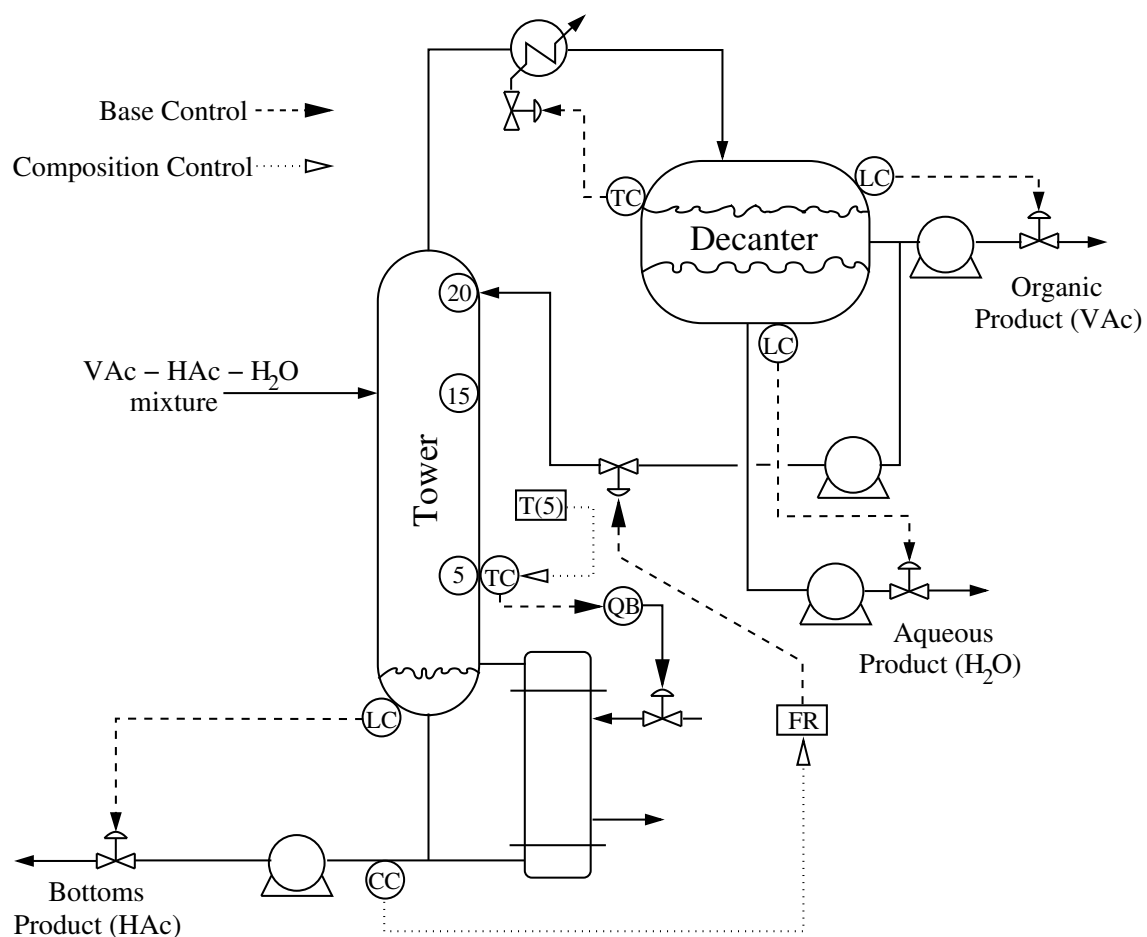 Base Control
Composition Control
TC
LC
Decanter
20
Organic
Product (VAc)
LC
VAc – HAc – H2O
mixture
15
Tower
T(5)
5
TC
QB
Aqueous
Product (H2O)
LC
FR
CC
Bottoms
Product (HAc)